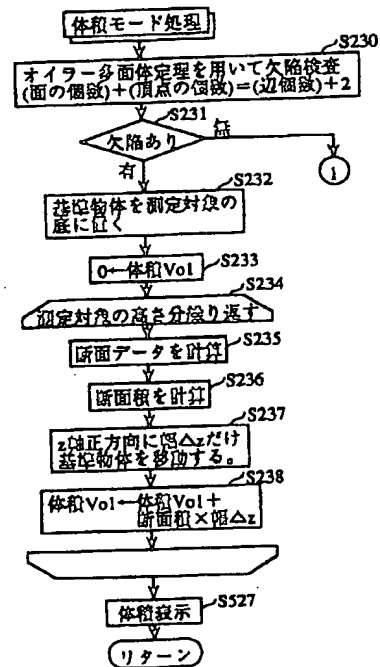 体積モード処理
S230
オイラー多面体定理を用いて欠陥検査
(面の個数)+(頂点の個数)=(辺個数)+2
S231
欠陥あり
無
1
有
S232
基準物体を測定対象の
底に置く
S233
0←体積Vol
S234
測定対象の高さ分繰り返す
S235
断面データを計算
S236
断面積を計算
S237
z軸正方向に幅△zだけ
基準物体を移動する。
S238
体積Vol←体積Vol+
断面積×幅△z
S527
体積表示
リターン